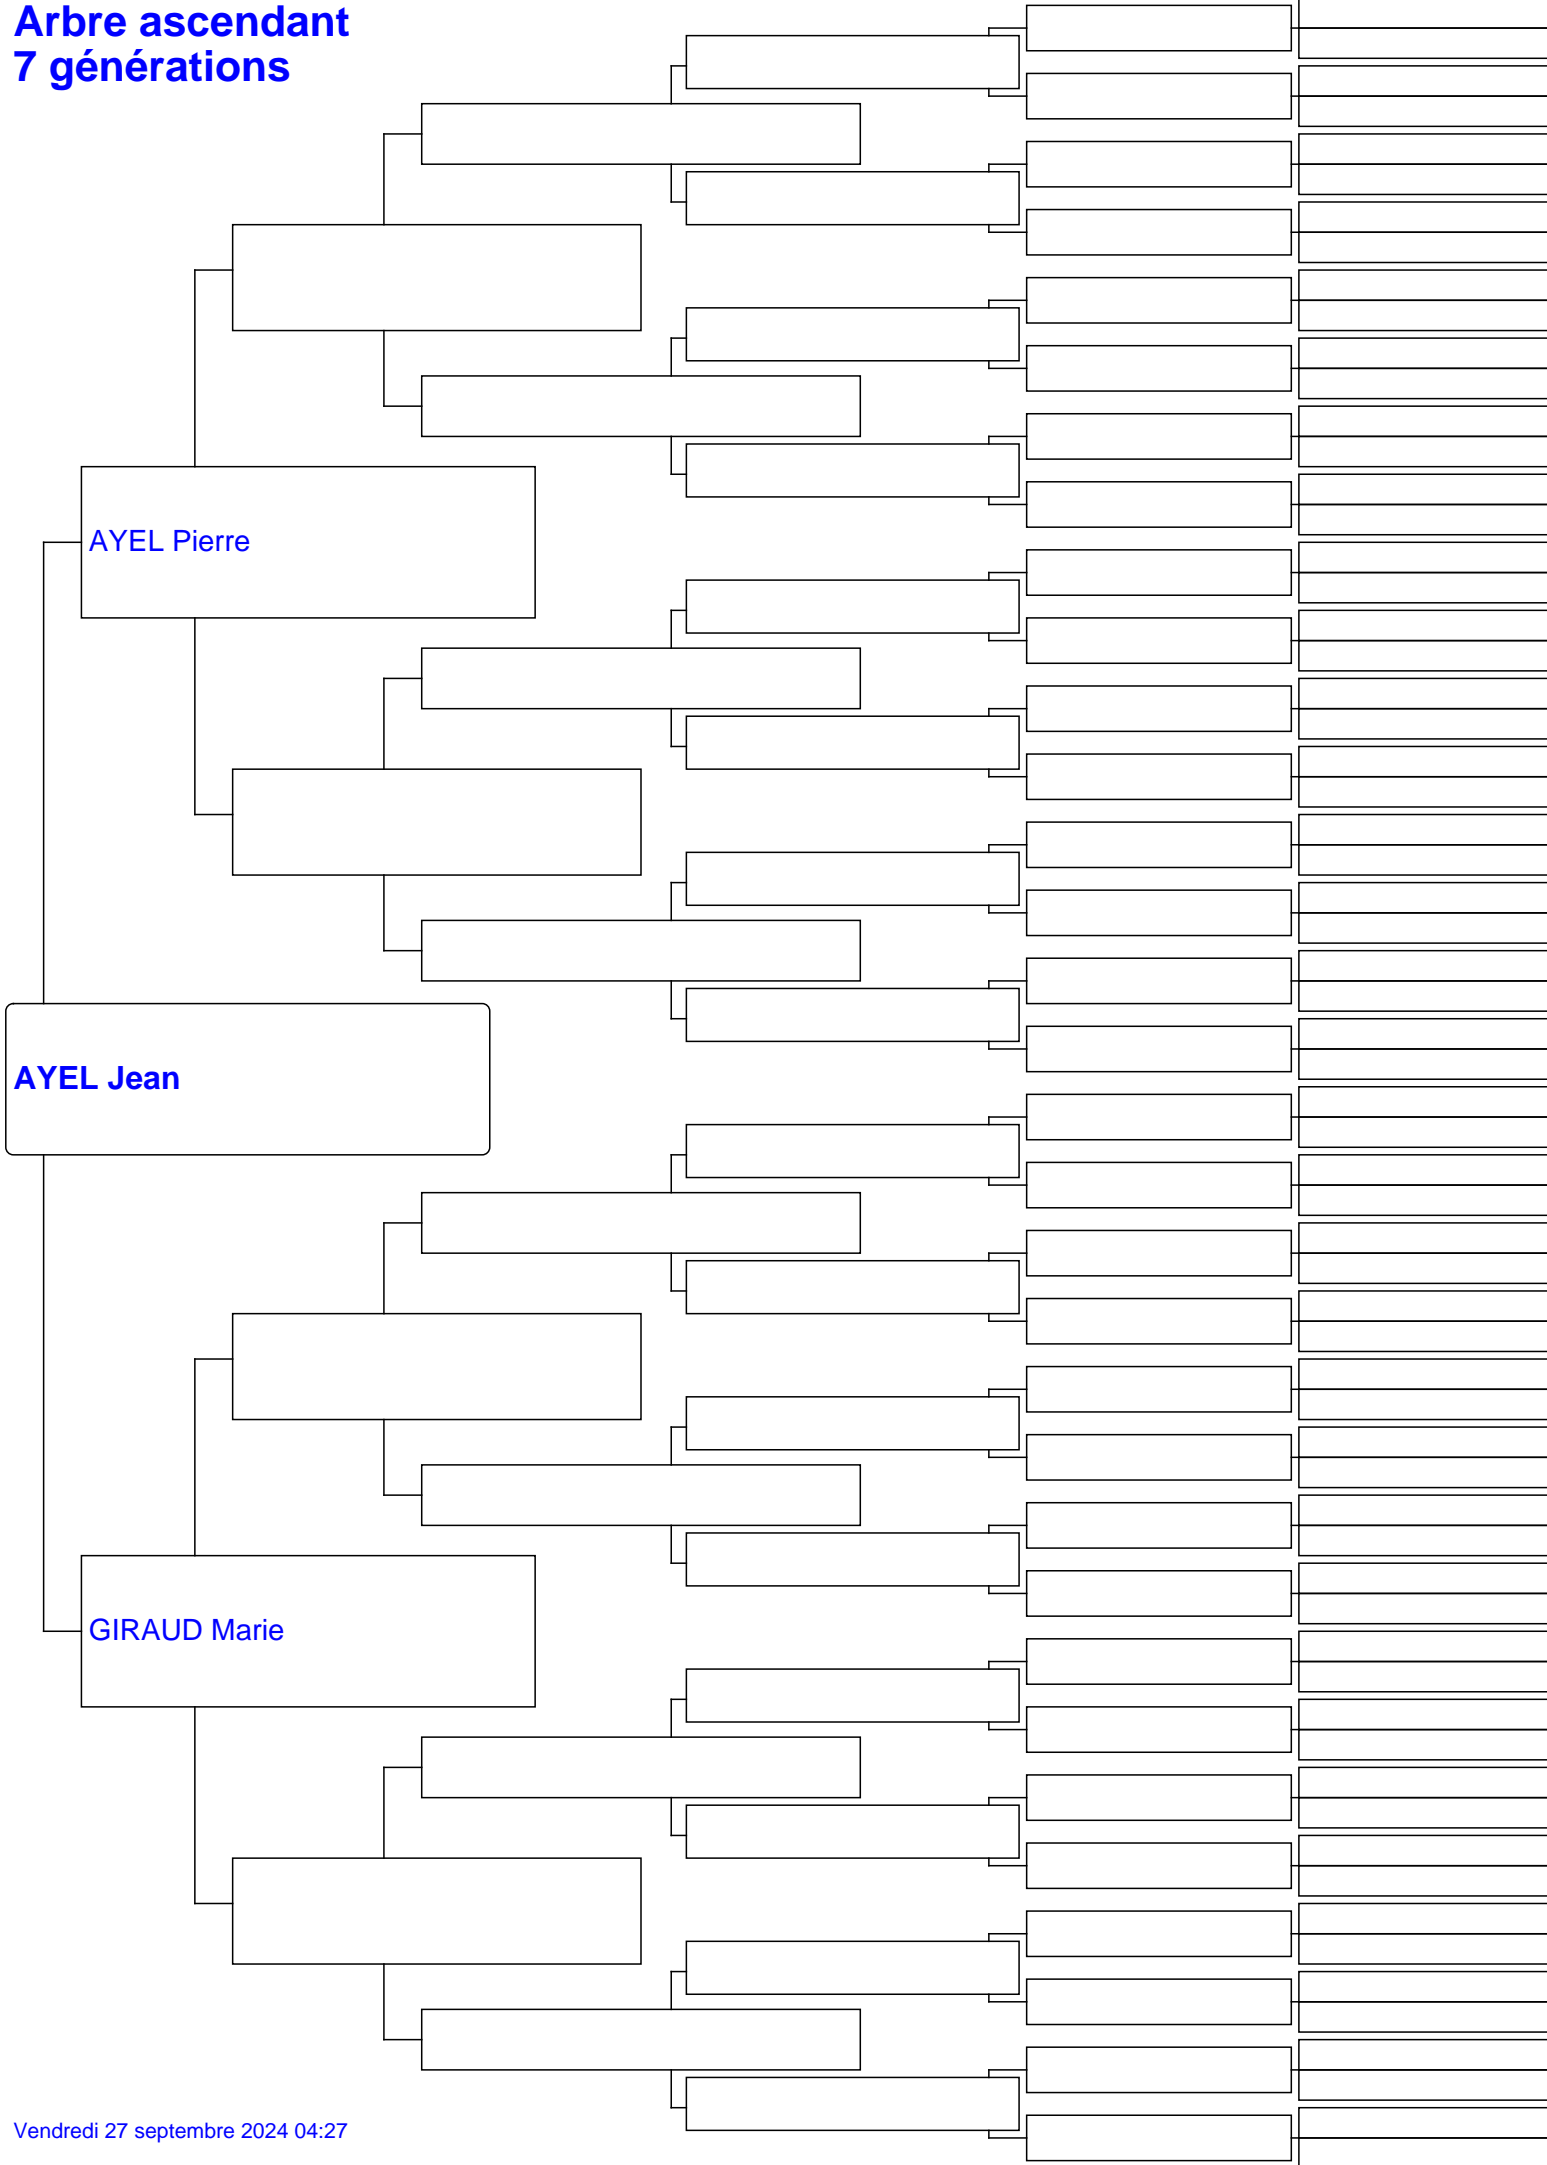 Arbre ascendant
7 générations
AYEL Pierre
AYEL Jean
GIRAUD Marie
Vendredi 27 septembre 2024 04:27